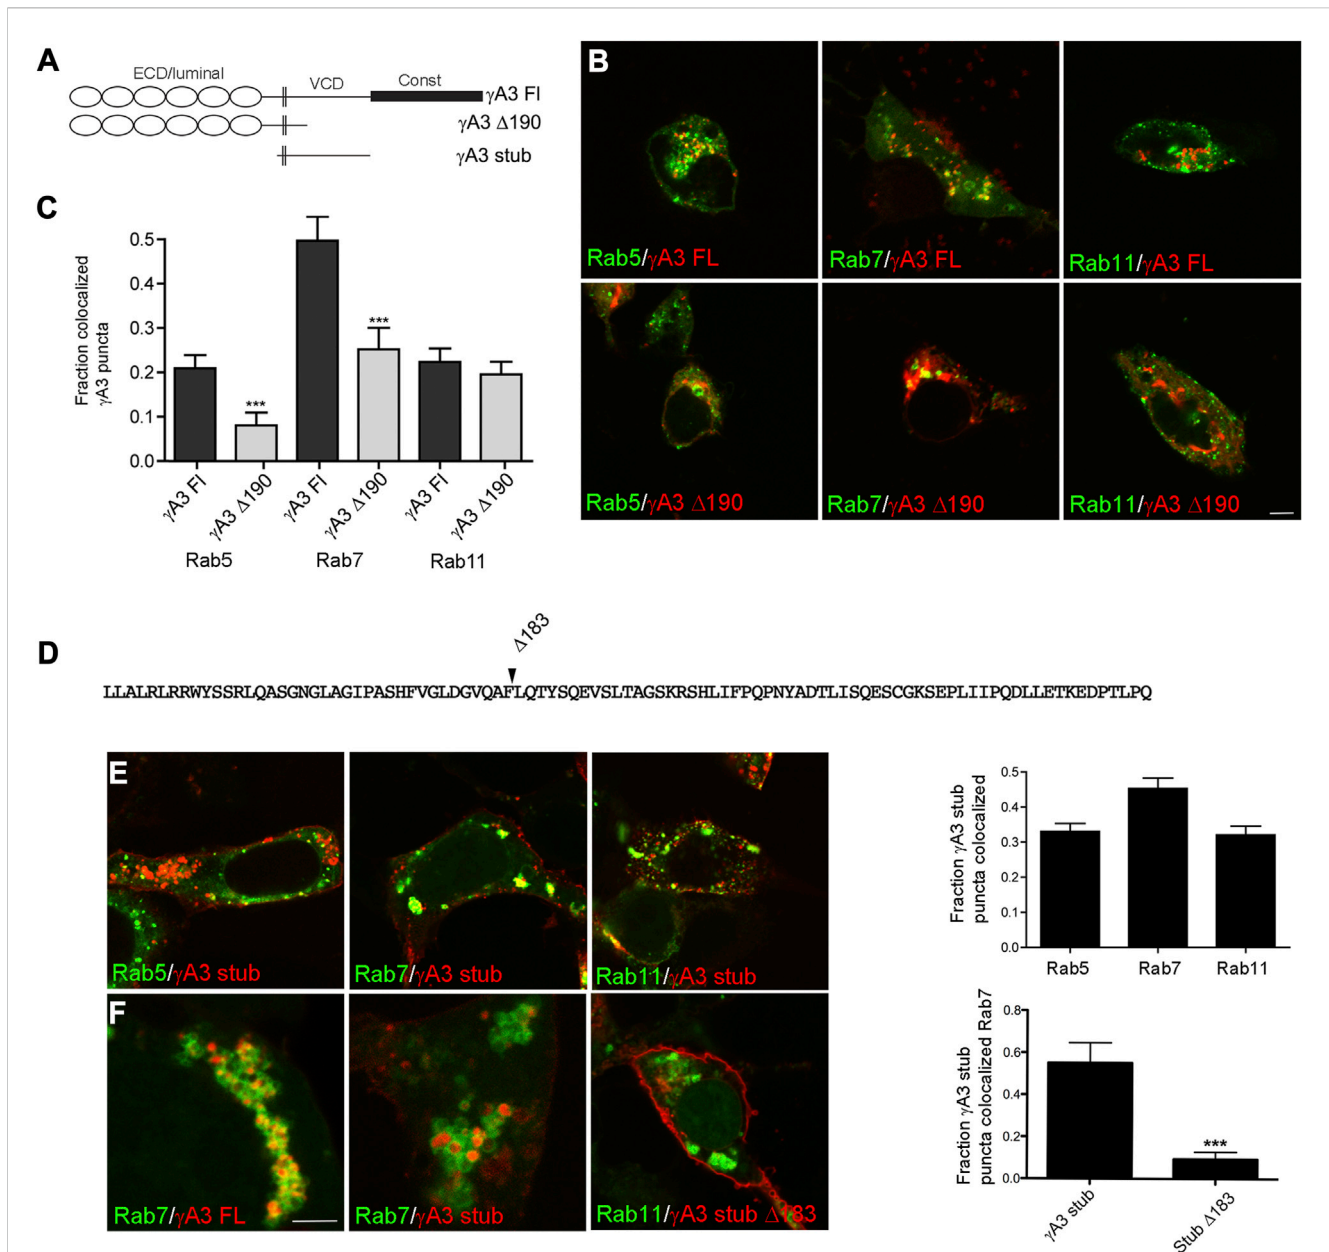 A
ECD/luminal
VCD
Const
γA3 Fl
γA3 Δ190
γA3 stub
B
Rab5/γA3 FL
Rab7/γA3 FL
Rab11/γA3 FL
Rab5/γA3 Δ190
Rab7/γA3 Δ190
Rab11/γA3 Δ190
C
Fraction colocalized
γA3 puncta
0.5
0.4
0.3
0.2
0.1
0.0
***
***
γA3 Fl
γA3 Δ190
γA3 Fl
γA3 Δ190
γA3 Fl
γA3 Δ190
Rab5
Rab7
Rab11
D
Δ183
LLALRLRRWYSSRLQASGNGLAGIPASHFVGLDGVQAFLQTYSQEVSLTAGSKRSHLIFPQPNYADTLISQESCGKSEPLIIPQDLLETKEDPTLPQ
E
Rab5/γA3 stub
Rab7/γA3 stub
Rab11/γA3 stub
Fraction γA3 stub
puncta colocalized
0.5
0.4
0.3
0.2
0.1
0.0
Rab5
Rab7
Rab11
F
Rab7/γA3 FL
Rab7/γA3 stub
Rab11/γA3 stub Δ183
Fraction γA3 stub
puncta colocalized Rab7
0.8
0.6
0.4
0.2
0.0
***
γA3 stub
Stub Δ183